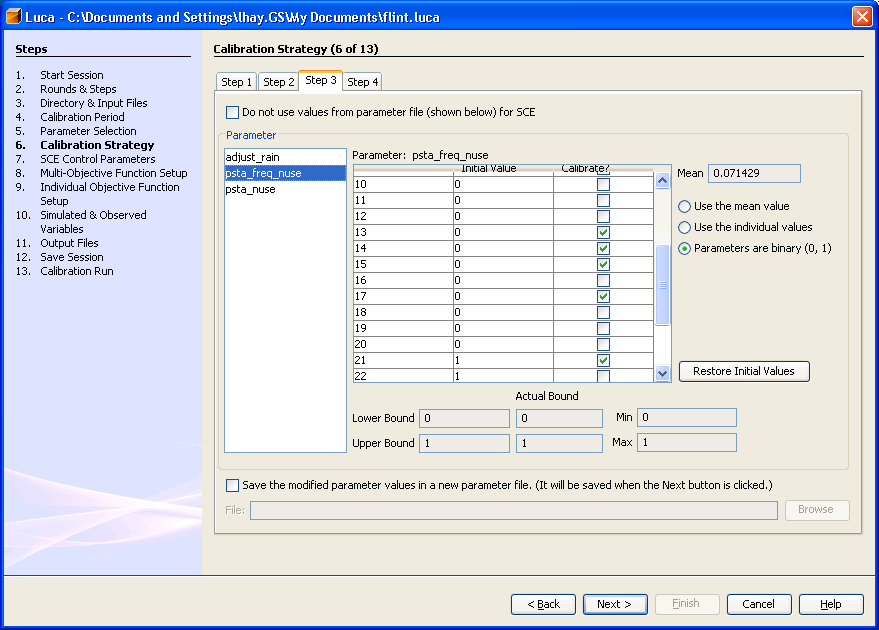 Luca - C:\Documents and Settings\lhay.GS\My Documents\flint.luca
Steps
1. Start Session
2. Rounds & Steps
3. Directory & Input Files
4. Calibration Period
5. Parameter Selection
6. Calibration Strategy
7. SCE Control Parameters
8. Multi-Objective Function Setup
9. Individual Objective Function
Setup
10. Simulated & Observed
Variables
11. Output Files
12. Save Session
13. Calibration Run
Calibration Strategy (6 of 13)
Step 1 Step 2 Step 3 Step 4
Do not use values from parameter file (shown below) for SCE
Parameter
adjust_rain
psta_freq_nuse
psta_nuse
Parameter: psta_freq_nuse
Initial Value Calibrate?
10 0
11 0
12 0
13 0
14 0
15 0
16 0
17 0
18 0
19 0
20 0
21 1
22 1
Mean 0.071429
Use the mean value
Use the individual values
Parameters are binary (0, 1)
Restore Initial Values
Actual Bound
Lower Bound 0 0 Min 0
Upper Bound 1 1 Max 1
Save the modified parameter values in a new parameter file. (It will be saved when the Next button is clicked.)
File: Browse
< Back Next > Finish Cancel Help